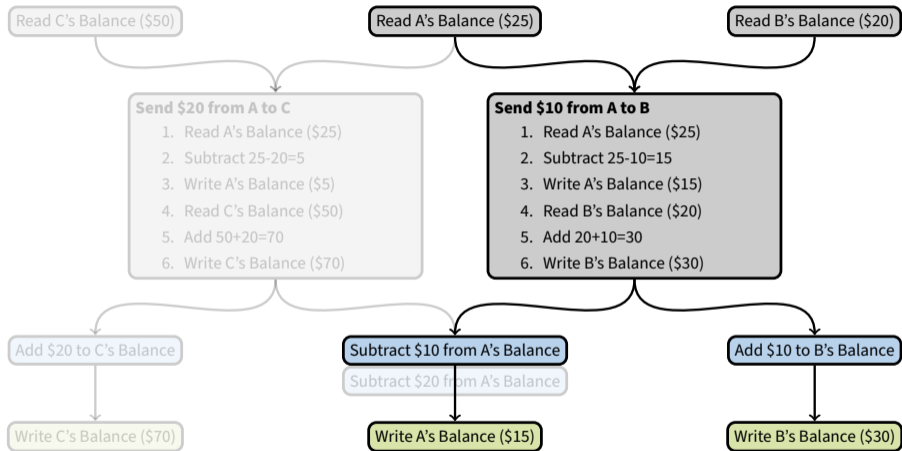 Read C's Balance ($50)
Read A's Balance ($25)
Read B's Balance ($20)
Send $20 from A to C
1. Read A's Balance ($25)
2. Subtract 25-20=5
3. Write A's Balance ($5)
4. Read C's Balance ($50)
5. Add 50+20=70
6. Write C's Balance ($70)
Send $10 from A to B
1. Read A's Balance ($25)
2. Subtract 25-10=15
3. Write A's Balance ($15)
4. Read B's Balance ($20)
5. Add 20+10=30
6. Write B's Balance ($30)
Add $20 to C's Balance
Subtract $10 from A's Balance
Add $10 to B's Balance
Subtract $20 from A's Balance
Write C's Balance ($70)
Write A's Balance ($15)
Write B's Balance ($30)